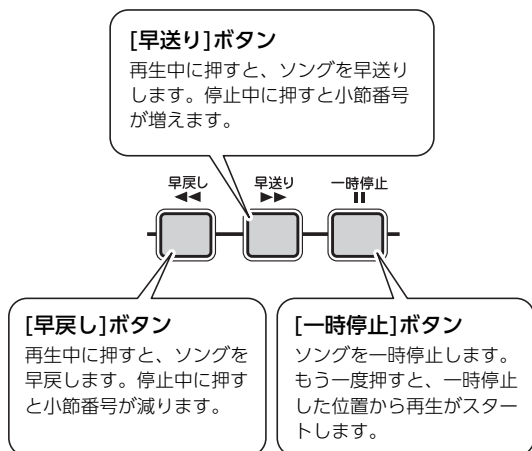 [早送り]ボタン
再生中に押すと、ソングを早送り
します。停止中に押すと小節番号
が増えます。
早戻し
早送り
一時停止
[早戻し]ボタン
再生中に押すと、ソングを
早戻します。停止中に押す
と小節番号が減ります。
[一時停止]ボタン
ソングを一時停止します。
もう一度押すと、一時停止
した位置から再生がスター
トします。